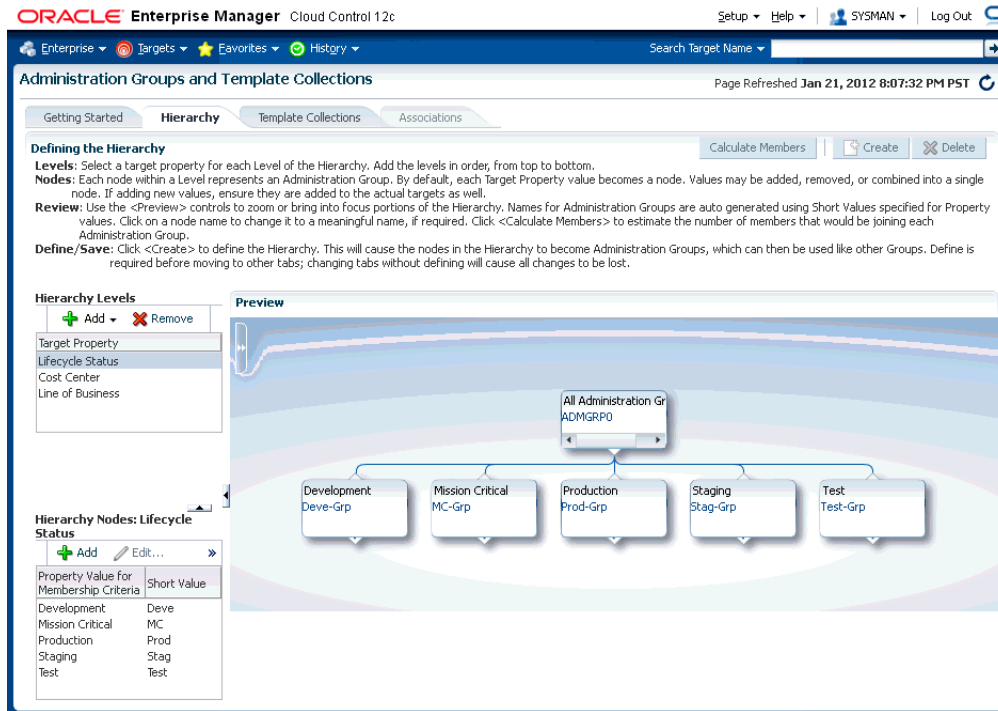 ORACLE Enterprise Manager Cloud Control 12c
Setup Help SYSMAN Log Out
Enterprise Targets Favorites History Search Target Name
Administration Groups and Template Collections
Page Refreshed Jan 21, 2012 8:07:32 PM PST
Getting Started Hierarchy Template Collections Associations
Defining the Hierarchy
Calculate Members Create Delete
Levels: Select a target property for each Level of the Hierarchy. Add the levels in order, from top to bottom.
Nodes: Each node within a Level represents an Administration Group. By default, each Target Property value becomes a node. Values may be added, removed, or combined into a single
node. If adding new values, ensure they are added to the actual targets as well.
Review: Use the <Preview> controls to zoom or bring into focus portions of the Hierarchy. Names for Administration Groups are auto generated using Short Values specified for Property
values. Click on a node name to change it to a meaningful name, if required. Click <Calculate Members> to estimate the number of members that would be joining each
Administration Group.
Define/Save: Click <Create> to define the Hierarchy. This will cause the nodes in the Hierarchy to become Administration Groups, which can then be used like other Groups. Define is
required before moving to other tabs; changing tabs without defining will cause all changes to be lost.
Hierarchy Levels
Add Remove
Target Property
Lifecycle Status
Cost Center
Line of Business
Hierarchy Nodes: Lifecycle
Status
Add Edit... »
Property Value for
Membership Criteria Short Value
Development Deve
Mission Critical MC
Production Prod
Staging Stag
Test Test
Preview
All Administration Gr
ADMGRP0
Development
Deve-Grp
Mission Critical
MC-Grp
Production
Prod-Grp
Staging
Stag-Grp
Test
Test-Grp